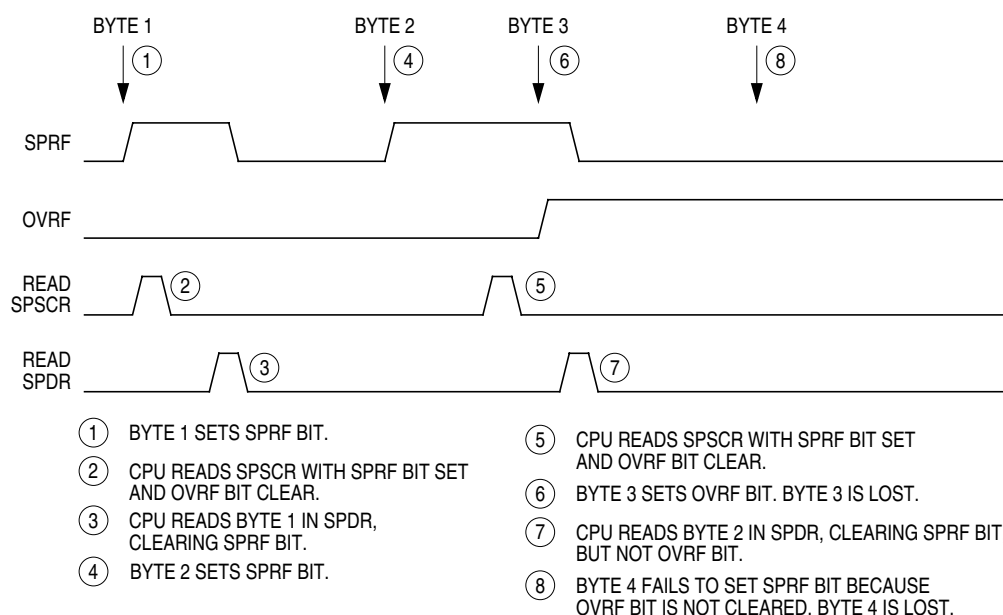 BYTE 1
1
BYTE 2
4
BYTE 3
6
BYTE 4
8
SPRF
OVRF
READ
SPSCR
2
5
READ
SPDR
3
7
1 BYTE 1 SETS SPRF BIT.
2 CPU READS SPSCR WITH SPRF BIT SET
AND OVRF BIT CLEAR.
3 CPU READS BYTE 1 IN SPDR,
CLEARING SPRF BIT.
4 BYTE 2 SETS SPRF BIT.
5 CPU READS SPSCR WITH SPRF BIT SET
AND OVRF BIT CLEAR.
6 BYTE 3 SETS OVRF BIT. BYTE 3 IS LOST.
7 CPU READS BYTE 2 IN SPDR, CLEARING SPRF BIT
BUT NOT OVRF BIT.
8 BYTE 4 FAILS TO SET SPRF BIT BECAUSE
OVRF BIT IS NOT CLEARED. BYTE 4 IS LOST.